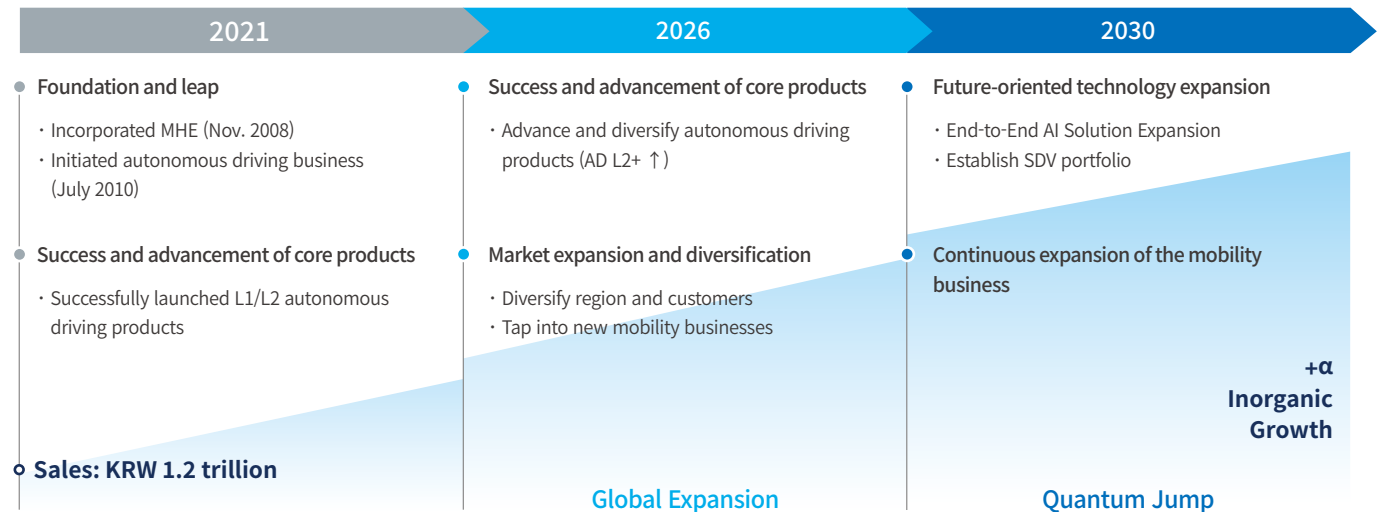 2021
2026
2030
Foundation and leap
· Incorporated MHE (Nov. 2008)
· Initiated autonomous driving business
(July 2010)
Success and advancement of core products
· Successfully launched L1/L2 autonomous
driving products
Sales: KRW 1.2 trillion
Success and advancement of core products
· Advance and diversify autonomous driving
products (AD L2+ ↑)
Market expansion and diversification
· Diversify region and customers
· Tap into new mobility businesses
Global Expansion
Future-oriented technology expansion
· End-to-End AI Solution Expansion
· Establish SDV portfolio
Continuous expansion of the mobility
business
+α
Inorganic
Growth
Quantum Jump